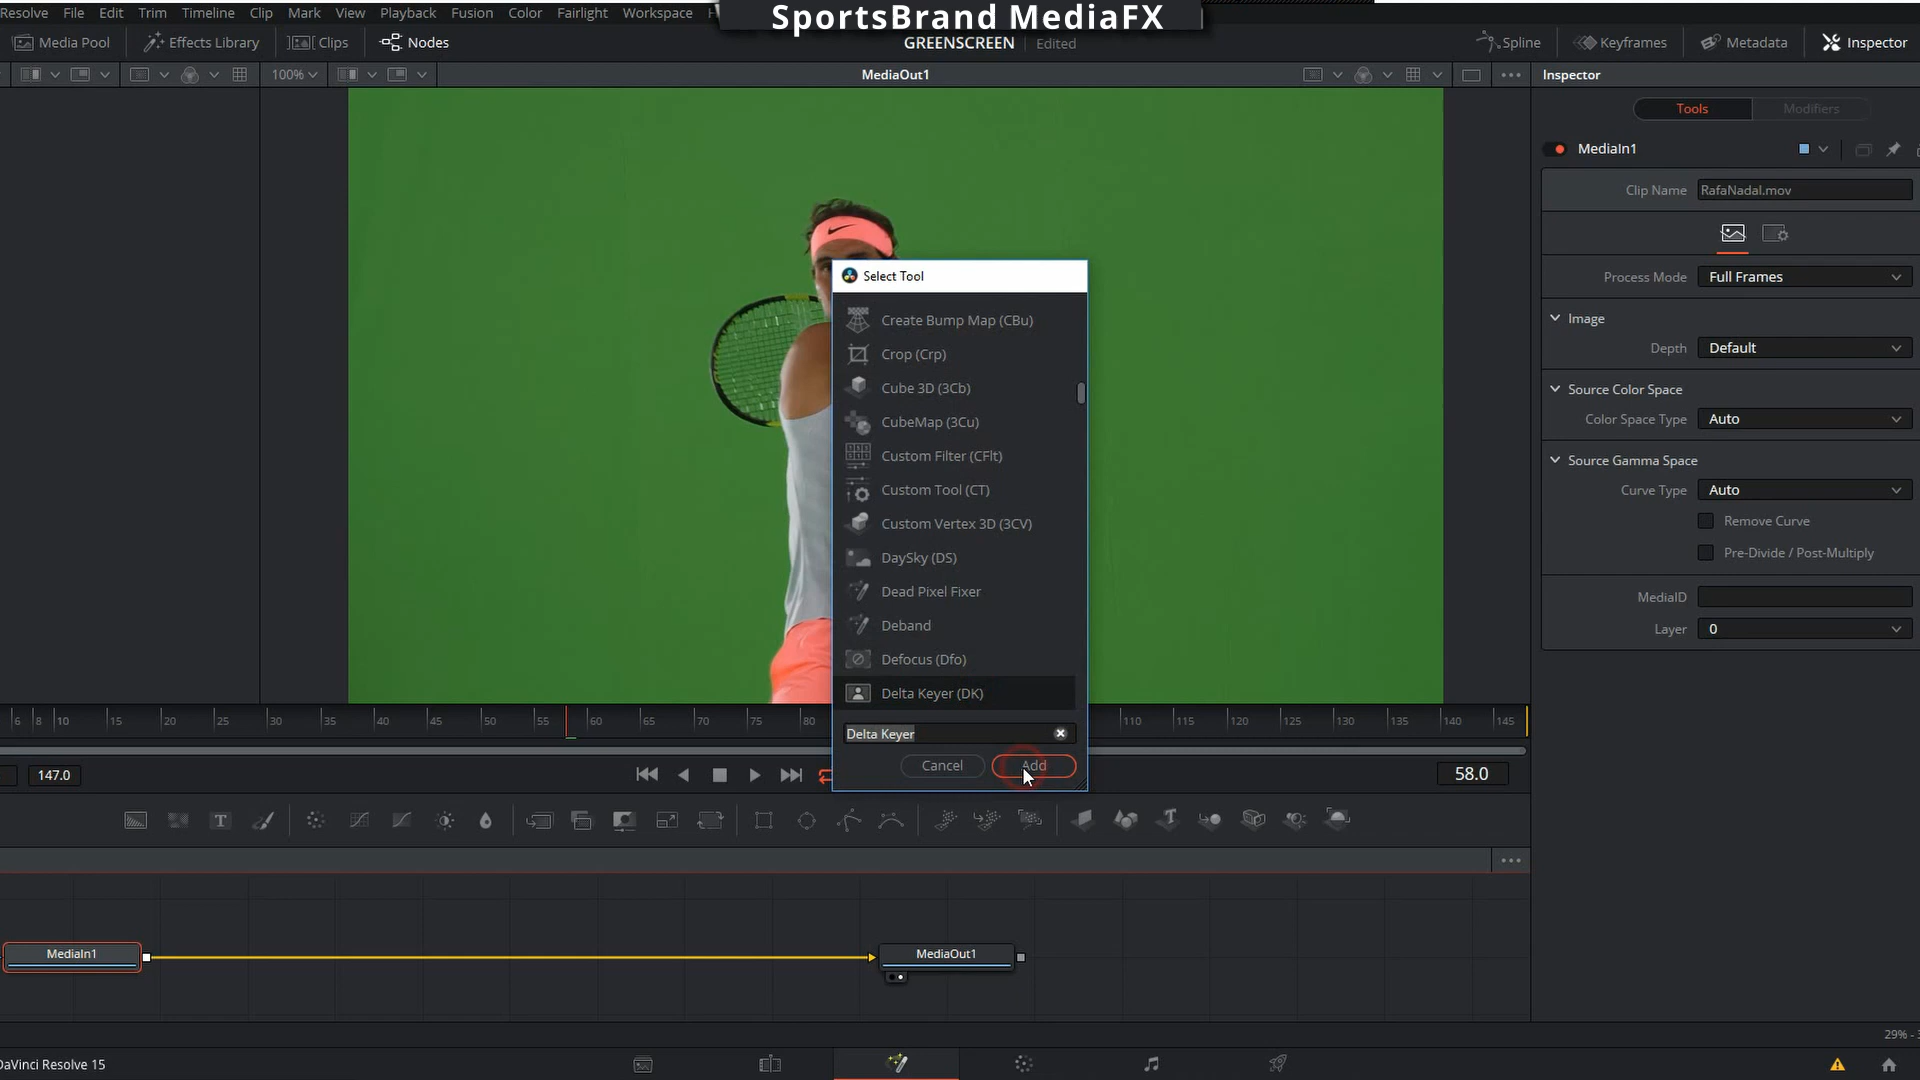 SportsBrand MediaFX
Resolve File Edit Trim Timeline Clip Mark View Playback Fusion Color Fairlight Workspace
Media Pool Effects Library Clips Nodes GREENSCREEN Edited Spline Keyframes Metadata Inspector
100% MediaOut1 Inspector
Tools Modifiers
MediaIn1
Clip Name RafaNadal.mov
Process Mode Full Frames
Image
Depth Default
Source Color Space
Color Space Type Auto
Source Gamma Space
Curve Type Auto
Remove Curve
Pre-Divide / Post-Multiply
MediaID
Layer 0
Select Tool
Create Bump Map (CBu)
Crop (Crp)
Cube 3D (3Cb)
CubeMap (3Cu)
Custom Filter (CFlt)
Custom Tool (CT)
Custom Vertex 3D (3CV)
DaySky (DS)
Dead Pixel Fixer
Deband
Defocus (Dfo)
Delta Keyer (DK)
Delta Keyer
Cancel Add
6 8 10 15 20 25 30 35 40 45 50 55 60 65 70 75 80 110 115 120 125 130 135 140 145
147.0 58.0
MediaIn1 MediaOut1
29% -
DaVinci Resolve 15